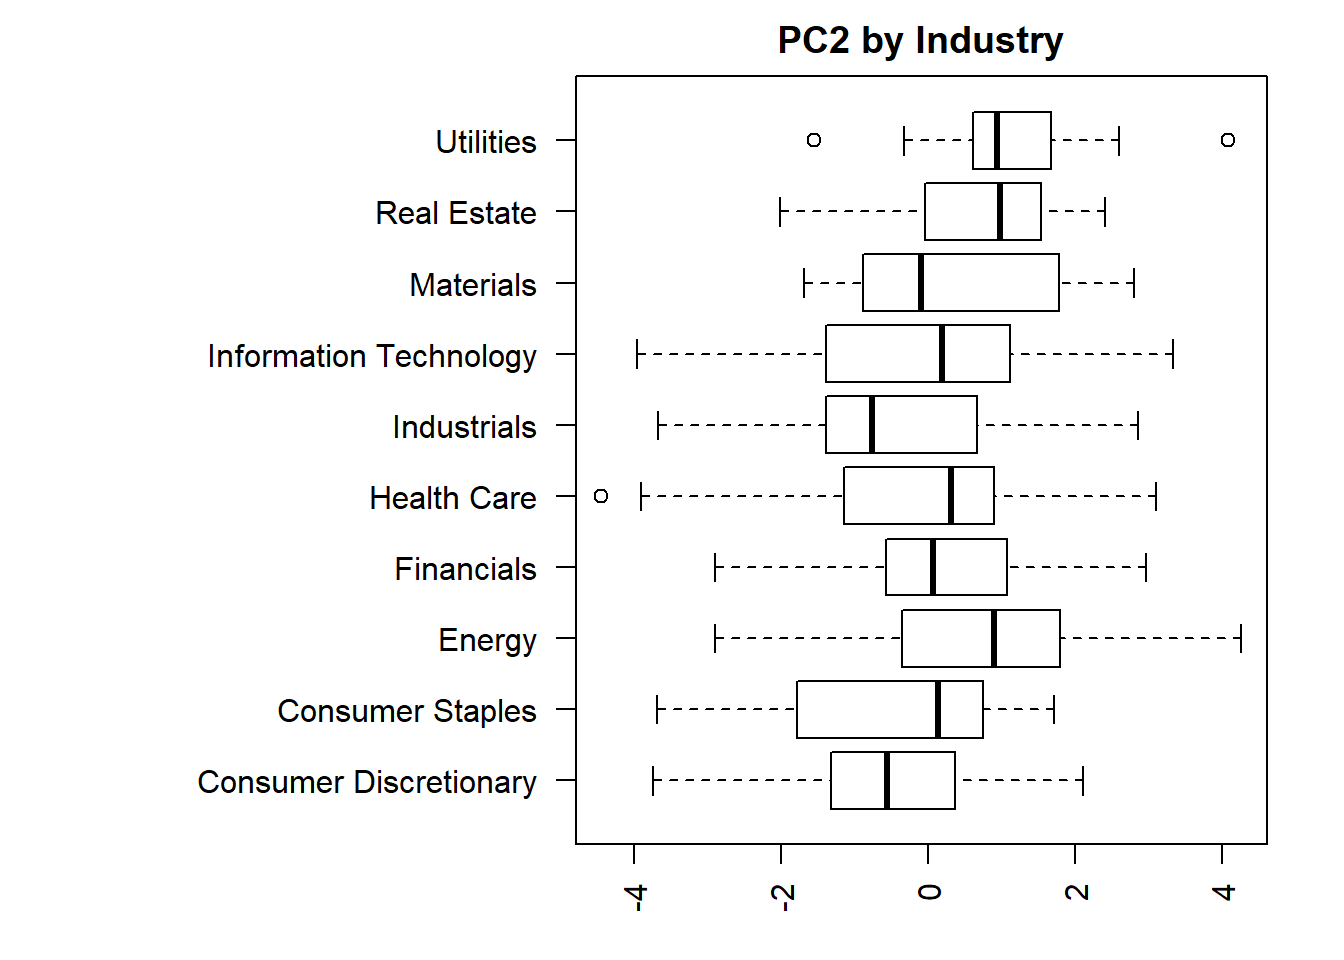 PC2 by Industry
Utilities
Real Estate
Materials
Information Technology
Industrials
Health Care
Financials
Energy
Consumer Staples
Consumer Discretionary
-4
-2
0
2
4